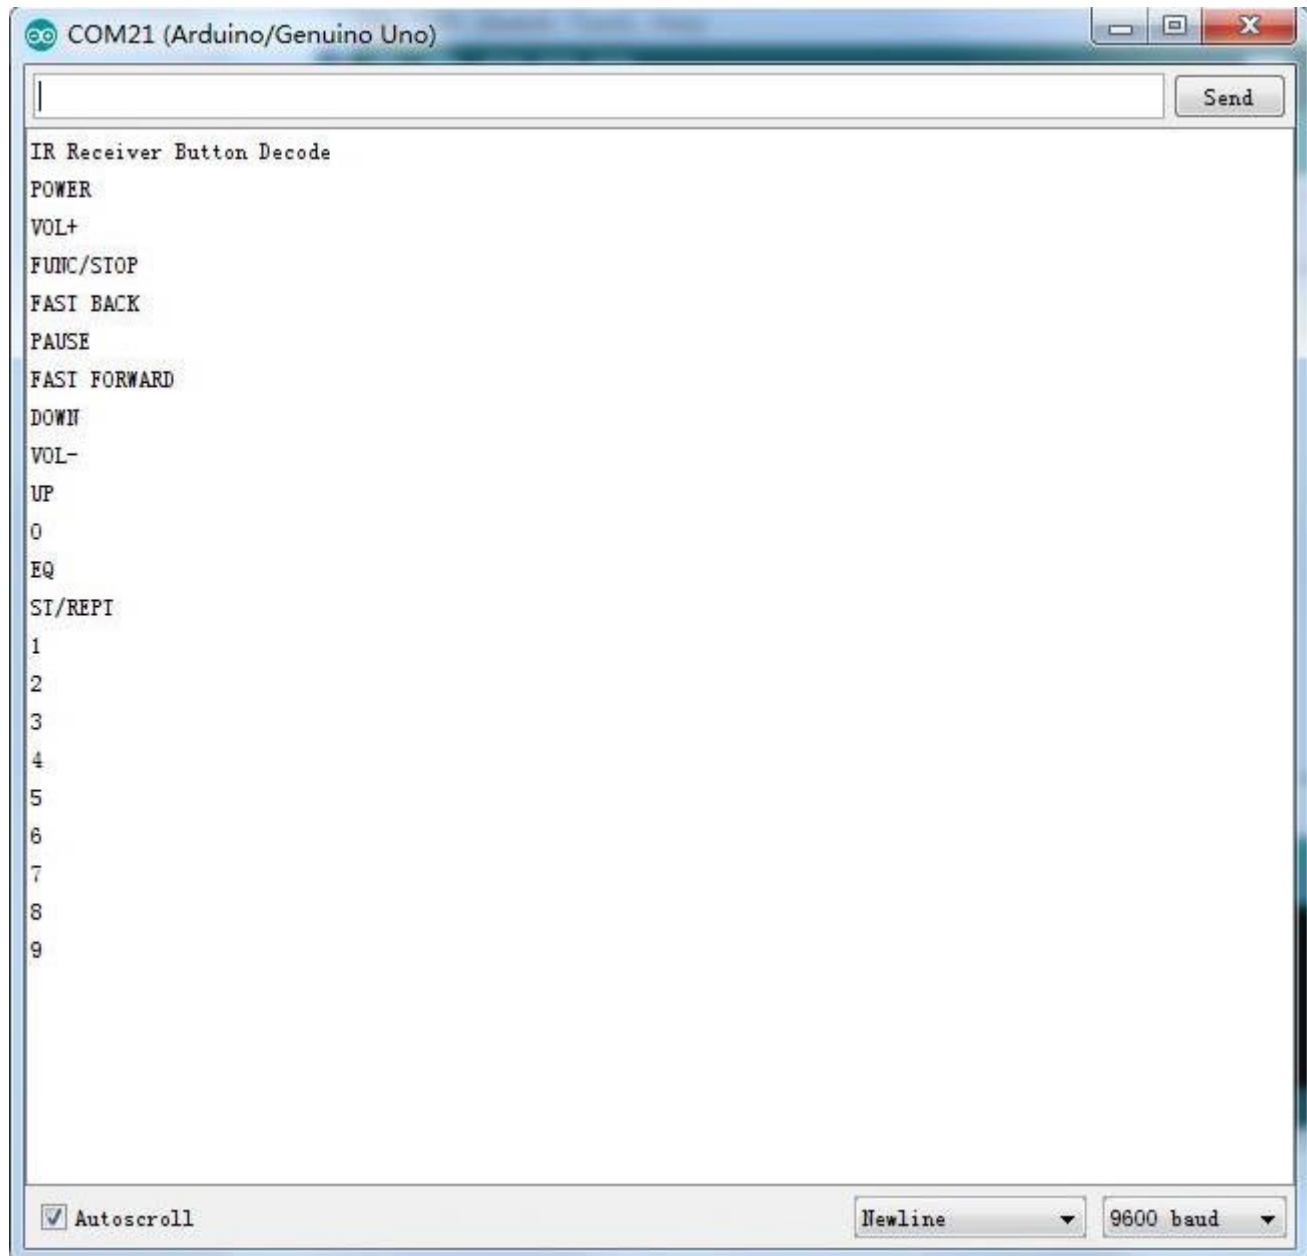 COM21 (Arduino/Genuino Uno)
Send
IR Receiver Button Decode
POWER
VOL+
FUNC/STOP
FAST BACK
PAUSE
FAST FORWARD
DOWN
VOL-
UP
0
EQ
ST/REPT
1
2
3
4
5
6
7
8
9
Autoscroll
Newline
9600 baud